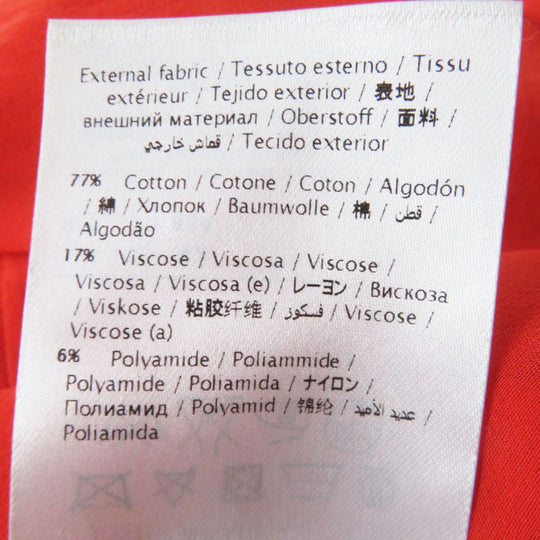 External fabric / Tessuto esterno / Tissu
extérieur / Tejido exterior / 表地 /
внешний материал / Oberstoff / 面料 /
قماش خارجي / Tecido exterior
77% Cotton / Cotone / Coton / Algodón
/ 綿 / Хлопок / Baumwolle / 棉 / قطن /
Algodão
17% Viscose / Viscosa / Viscose /
Viscosa / Viscosa (e) / レーヨン / Вискоза
/ Viskose / 粘胶纤维 / فسكوز / Viscose /
Viscose (a)
6% Polyamide / Poliammide /
Polyamide / Poliamida / ナイロン /
Полиамид / Polyamid / 锦纶 / عديد الأميد /
Poliamida